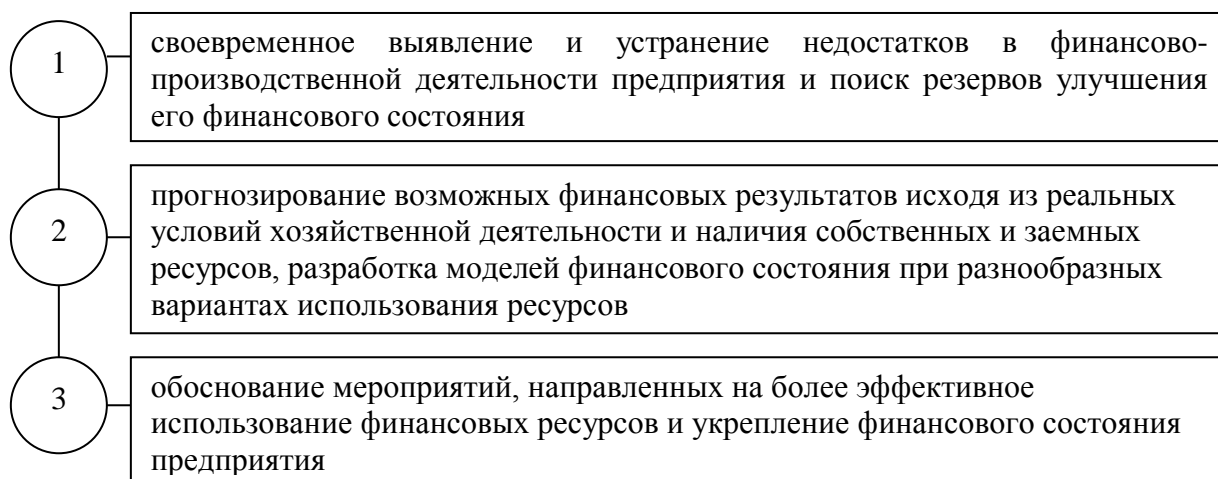 1
своевременное выявление и устранение недостатков в финансово-
производственной деятельности предприятия и поиск резервов улучшения
его финансового состояния
2
прогнозирование возможных финансовых результатов исходя из реальных
условий хозяйственной деятельности и наличия собственных и заемных
ресурсов, разработка моделей финансового состояния при разнообразных
вариантах использования ресурсов
3
обоснование мероприятий, направленных на более эффективное
использование финансовых ресурсов и укрепление финансового состояния
предприятия